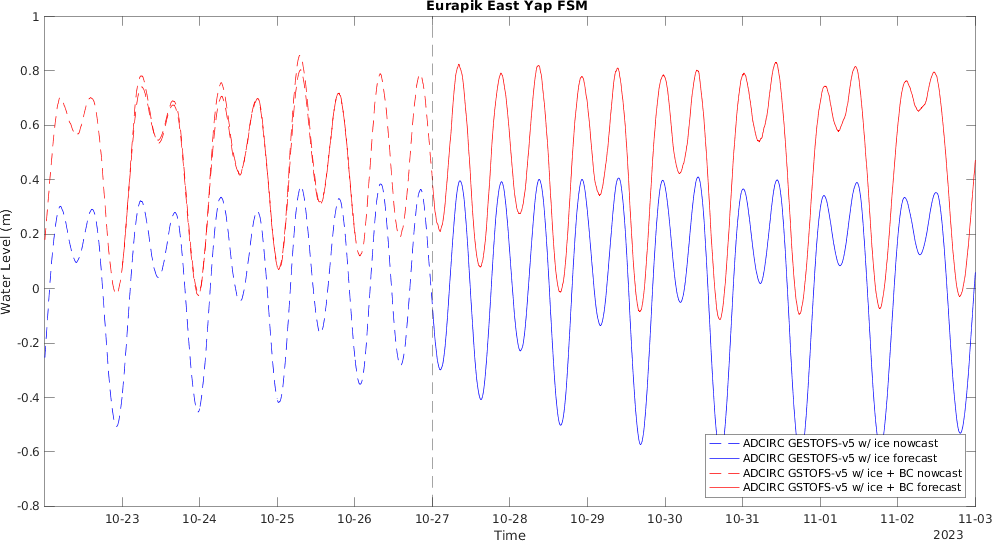 Eurapik East Yap FSM
1
0.8
0.6
0.4
0.2
0
-0.2
-0.4
-0.6
-0.8
Water Level (m)
10-23 10-24 10-25 10-26 10-27 10-28 10-29 10-30 10-31 11-01 11-02 11-03
Time
2023
ADCIRC GESTOFS-v5 w/ ice nowcast
ADCIRC GESTOFS-v5 w/ ice forecast
ADCIRC GSTOFS-v5 w/ ice + BC nowcast
ADCIRC GSTOFS-v5 w/ ice + BC forecast